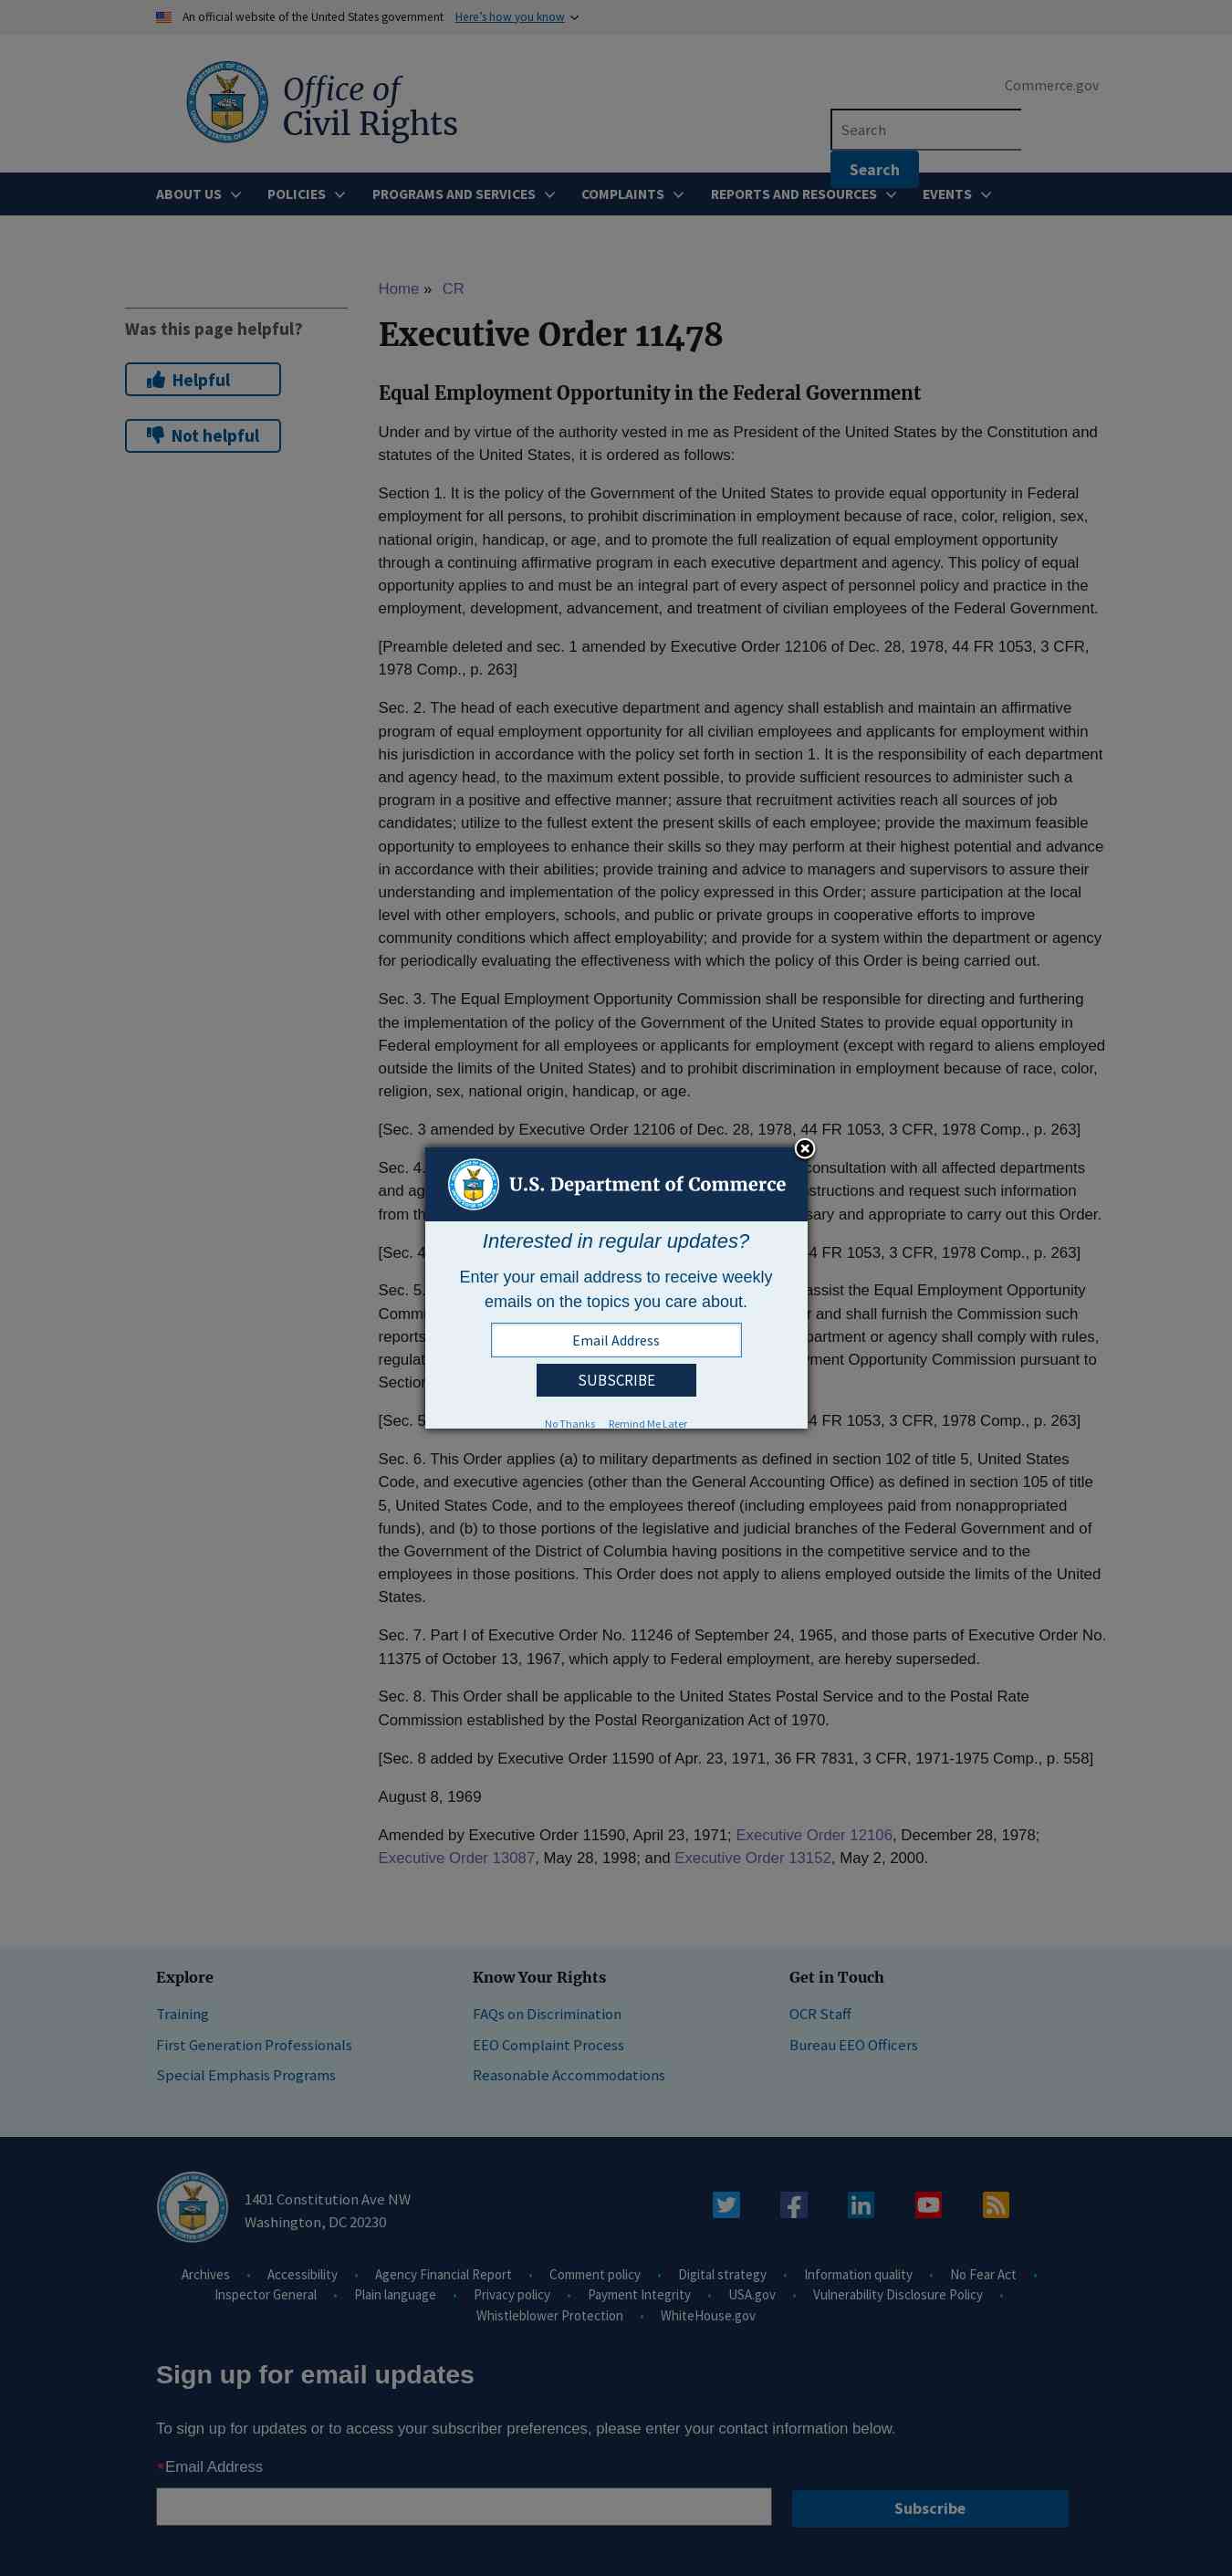 An official website of the United States government Here's how you know
Office of
Civil Rights
Commerce.gov
Search
Search
ABOUT US
POLICIES
PROGRAMS AND SERVICES
COMPLAINTS
REPORTS AND RESOURCES
EVENTS
Was this page helpful?
Helpful
Not helpful
Home » CR
Executive Order 11478
Equal Employment Opportunity in the Federal Government
Under and by virtue of the authority vested in me as President of the United States by the Constitution and
statutes of the United States, it is ordered as follows:
Section 1. It is the policy of the Government of the United States to provide equal opportunity in Federal
employment for all persons, to prohibit discrimination in employment because of race, color, religion, sex,
national origin, handicap, or age, and to promote the full realization of equal employment opportunity
through a continuing affirmative program in each executive department and agency. This policy of equal
opportunity applies to and must be an integral part of every aspect of personnel policy and practice in the
employment, development, advancement, and treatment of civilian employees of the Federal Government.
[Preamble deleted and sec. 1 amended by Executive Order 12106 of Dec. 28, 1978, 44 FR 1053, 3 CFR,
1978 Comp., p. 263]
Sec. 2. The head of each executive department and agency shall establish and maintain an affirmative
program of equal employment opportunity for all civilian employees and applicants for employment within
his jurisdiction in accordance with the policy set forth in section 1. It is the responsibility of each department
and agency head, to the maximum extent possible, to provide sufficient resources to administer such a
program in a positive and effective manner; assure that recruitment activities reach all sources of job
candidates; utilize to the fullest extent the present skills of each employee; provide the maximum feasible
opportunity to employees to enhance their skills so they may perform at their highest potential and advance
in accordance with their abilities; provide training and advice to managers and supervisors to assure their
understanding and implementation of the policy expressed in this Order; assure participation at the local
level with other employers, schools, and public or private groups in cooperative efforts to improve
community conditions which affect employability; and provide for a system within the department or agency
for periodically evaluating the effectiveness with which the policy of this Order is being carried out.
Sec. 3. The Equal Employment Opportunity Commission shall be responsible for directing and furthering
the implementation of the policy of the Government of the United States to provide equal opportunity in
Federal employment for all employees or applicants for employment (except with regard to aliens employed
outside the limits of the United States) and to prohibit discrimination in employment because of race, color,
religion, sex, national origin, handicap, or age.
[Sec. 3 amended by Executive Order 12106 of Dec. 28, 1978, 44 FR 1053, 3 CFR, 1978 Comp., p. 263]
Sec. 4. consultation with all affected departments
and from the and appropriate to carry out this Order.
[Sec. 4 FR 1053, 3 CFR, 1978 Comp., p. 263]
Sec. 5. assist the Equal Employment Opportunity
and shall furnish the Commission such
reports or agency shall comply with rules,
Opportunity Commission pursuant to
[Sec. 5 FR 1053, 3 CFR, 1978 Comp., p. 263]
U.S. Department of Commerce
Interested in regular updates?
Enter your email address to receive weekly
emails on the topics you care about.
Email Address
SUBSCRIBE
No Thanks Remind Me Later
Sec. 6. This Order applies (a) to military departments as defined in section 102 of title 5, United States
Code, and executive agencies (other than the General Accounting Office) as defined in section 105 of title
5, United States Code, and to the employees thereof (including employees paid from nonappropriated
funds), and (b) to those portions of the legislative and judicial branches of the Federal Government and of
the Government of the District of Columbia having positions in the competitive service and to the
employees in those positions. This Order does not apply to aliens employed outside the limits of the United
States.
Sec. 7. Part I of Executive Order No. 11246 of September 24, 1965, and those parts of Executive Order No.
11375 of October 13, 1967, which apply to Federal employment, are hereby superseded.
Sec. 8. This Order shall be applicable to the United States Postal Service and to the Postal Rate
Commission established by the Postal Reorganization Act of 1970.
[Sec. 8 added by Executive Order 11590 of Apr. 23, 1971, 36 FR 7831, 3 CFR, 1971-1975 Comp., p. 558]
August 8, 1969
Amended by Executive Order 11590, April 23, 1971; Executive Order 12106, December 28, 1978;
Executive Order 13087, May 28, 1998; and Executive Order 13152, May 2, 2000.
Explore
Training
First Generation Professionals
Special Emphasis Programs
Know Your Rights
FAQs on Discrimination
EEO Complaint Process
Reasonable Accommodations
Get in Touch
OCR Staff
Bureau EEO Officers
1401 Constitution Ave NW
Washington, DC 20230
Archives • Accessibility • Agency Financial Report • Comment policy • Digital strategy • Information quality • No Fear Act •
Inspector General • Plain language • Privacy policy • Payment Integrity • USA.gov • Vulnerability Disclosure Policy •
Whistleblower Protection • WhiteHouse.gov
Sign up for email updates
To sign up for updates or to access your subscriber preferences, please enter your contact information below.
*Email Address
Subscribe